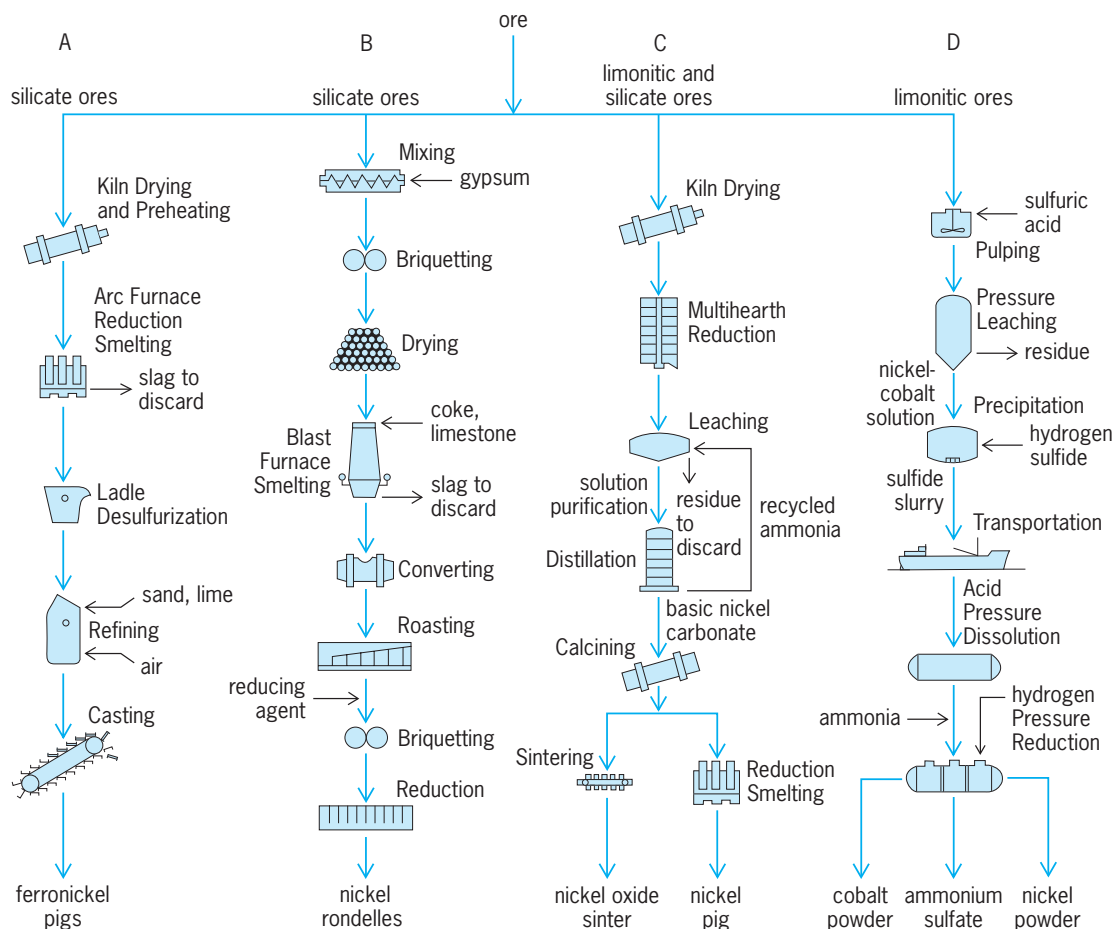 ore
A
silicate ores
Kiln Drying
and Preheating
Arc Furnace
Reduction
Smelting
slag to
discard
Ladle
Desulfurization
sand, lime
Refining
air
Casting
ferronickel
pigs
B
silicate ores
Mixing
gypsum
Briquetting
Drying
coke,
limestone
Blast
Furnace
Smelting
slag to
discard
Converting
Roasting
reducing
agent
Briquetting
Reduction
nickel
rondelles
C
limonitic and
silicate ores
Kiln Drying
Multihearth
Reduction
Leaching
solution
purification
residue
to
discard
recycled
ammonia
Distillation
basic nickel
carbonate
Calcining
Sintering
Reduction
Smelting
nickel oxide
sinter
nickel
pig
D
limonitic ores
sulfuric
acid
Pulping
Pressure
Leaching
residue
nickel-
cobalt
solution
Precipitation
hydrogen
sulfide
sulfide
slurry
Transportation
Acid
Pressure
Dissolution
ammonia
hydrogen
Pressure
Reduction
cobalt
powder
ammonium
sulfate
nickel
powder